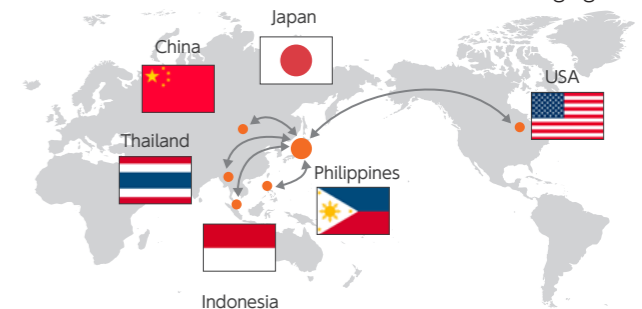 Japan
China
USA
Thailand
Philippines
Indonesia